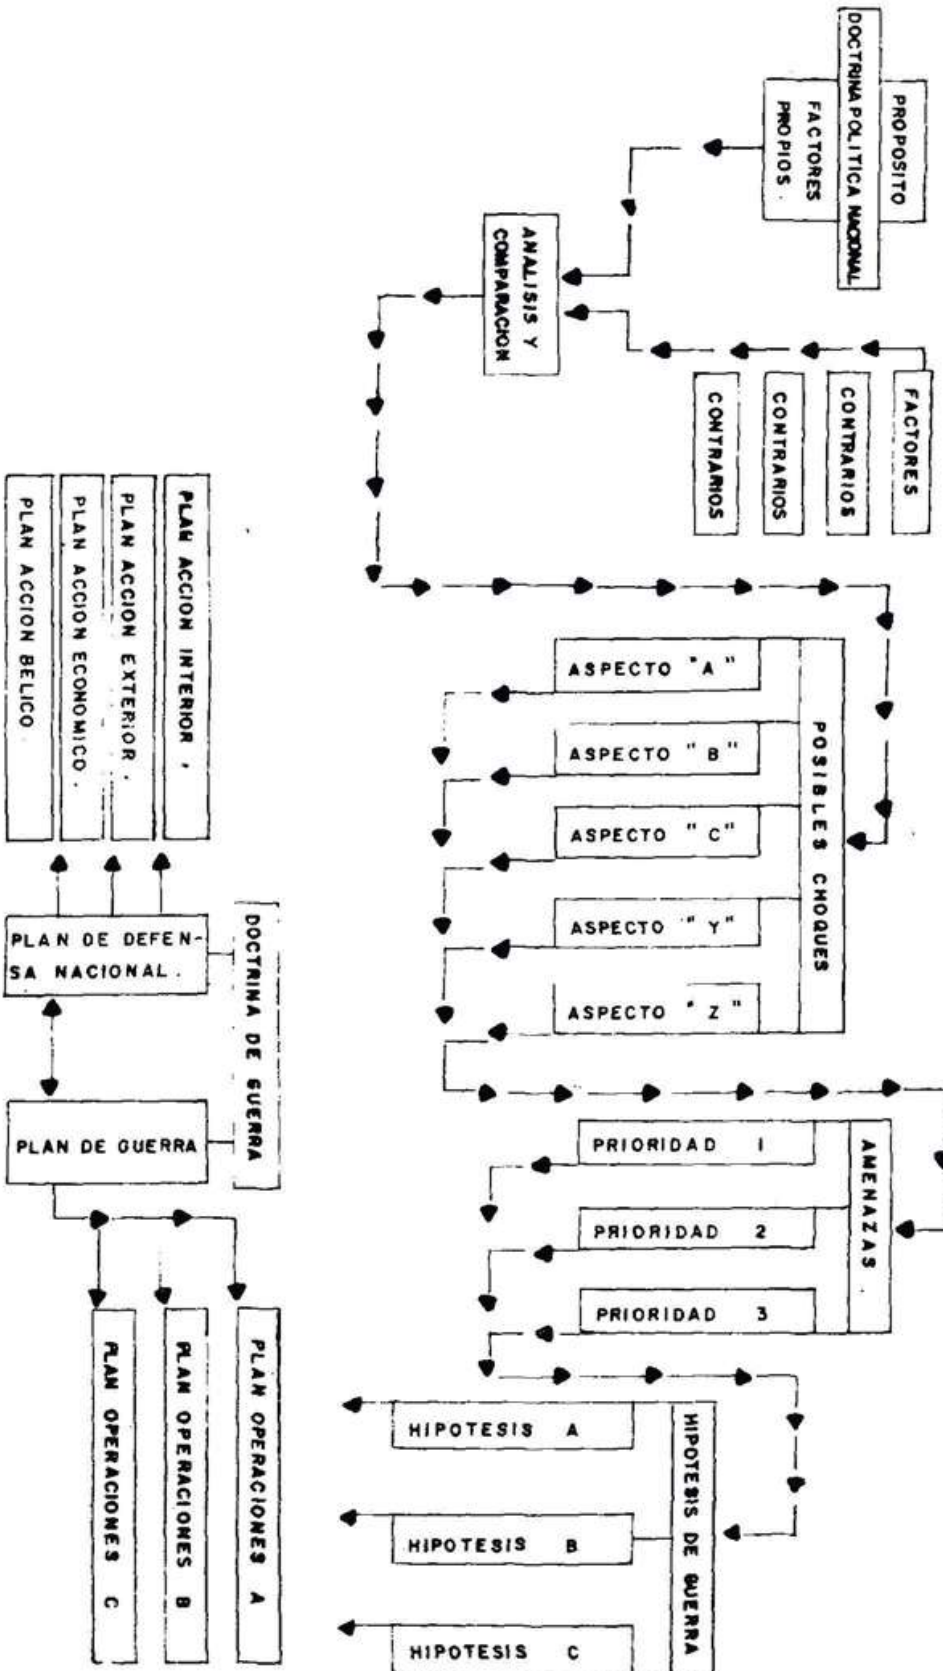 PROPOSITO
DOCTRINA POLITICA NACIONAL
FACTORES
PROPIOS.
FACTORES
CONTRARIOS
CONTRARIOS
CONTRARIOS
ANALISIS Y
COMPARACION
POSIBLES CHOQUES
ASPECTO "A"
ASPECTO "B"
ASPECTO "C"
ASPECTO "Y"
ASPECTO "Z"
AMENAZAS
PRIORIDAD 1
PRIORIDAD 2
PRIORIDAD 3
HIPOTESIS DE GUERRA
HIPOTESIS A
HIPOTESIS B
HIPOTESIS C
DOCTRINA DE GUERRA
PLAN DE DEFEN-
SA NACIONAL.
PLAN DE GUERRA
PLAN ACCION INTERIOR.
PLAN ACCION EXTERIOR.
PLAN ACCION ECONOMICO.
PLAN ACCION BELICO.
PLAN OPERACIONES A
PLAN OPERACIONES B
PLAN OPERACIONES C